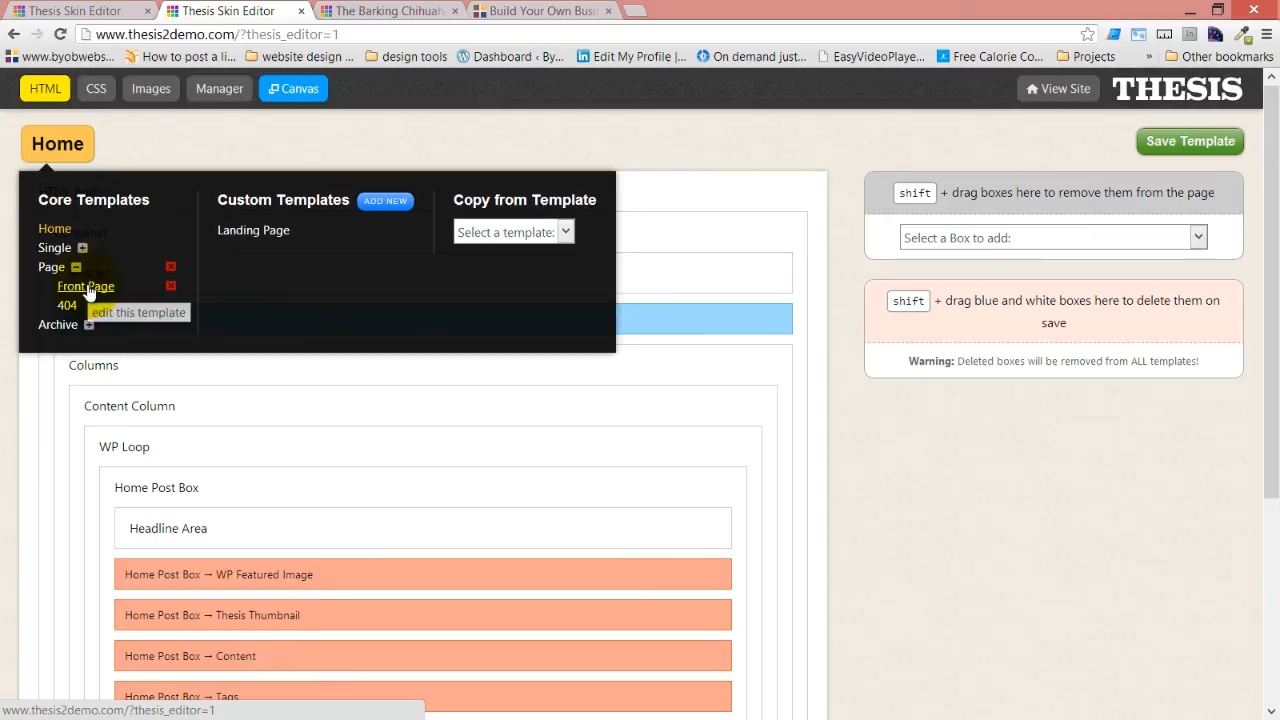 Thesis Skin Editor × Thesis Skin Editor × The Barking Chihuah × Build Your Own Busi ×
www.thesis2demo.com/?thesis_editor=1
www.byobwebs... How to post a li... website design ... design tools Dashboard ‹ By... Edit My Profile |... On demand just... EasyVideoPlaye... Free Calorie Co... Projects » Other bookmarks
HTML CSS Images Manager Canvas View Site THESIS
Home Save Template
Core Templates Custom Templates ADD NEW Copy from Template
shift + drag boxes here to remove them from the page
Home Landing Page Select a template:
Select a Box to add:
Single
Page
Front Page
404 edit this template
Archive
shift + drag blue and white boxes here to delete them on
save
Warning: Deleted boxes will be removed from ALL templates!
Columns
Content Column
WP Loop
Home Post Box
Headline Area
Home Post Box → WP Featured Image
Home Post Box → Thesis Thumbnail
Home Post Box → Content
Home Post Box → Tags
www.thesis2demo.com/?thesis_editor=1